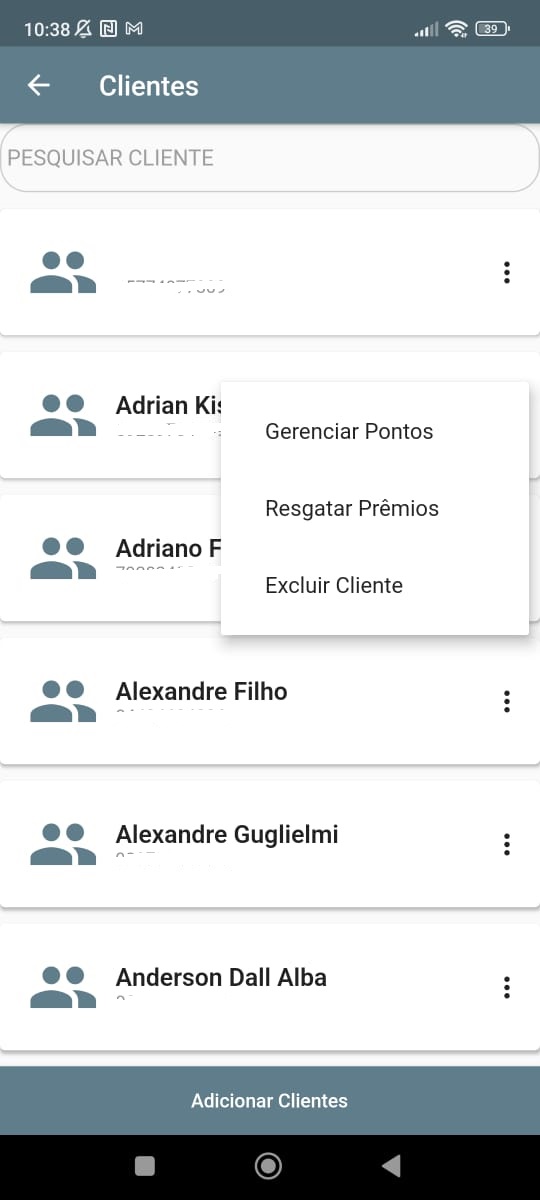 10:38
39
Clientes
PESQUISAR CLIENTE
Adrian Kis
Gerenciar Pontos
Resgatar Prêmios
Adriano F
Excluir Cliente
Alexandre Filho
Alexandre Guglielmi
Anderson Dall Alba
Adicionar Clientes